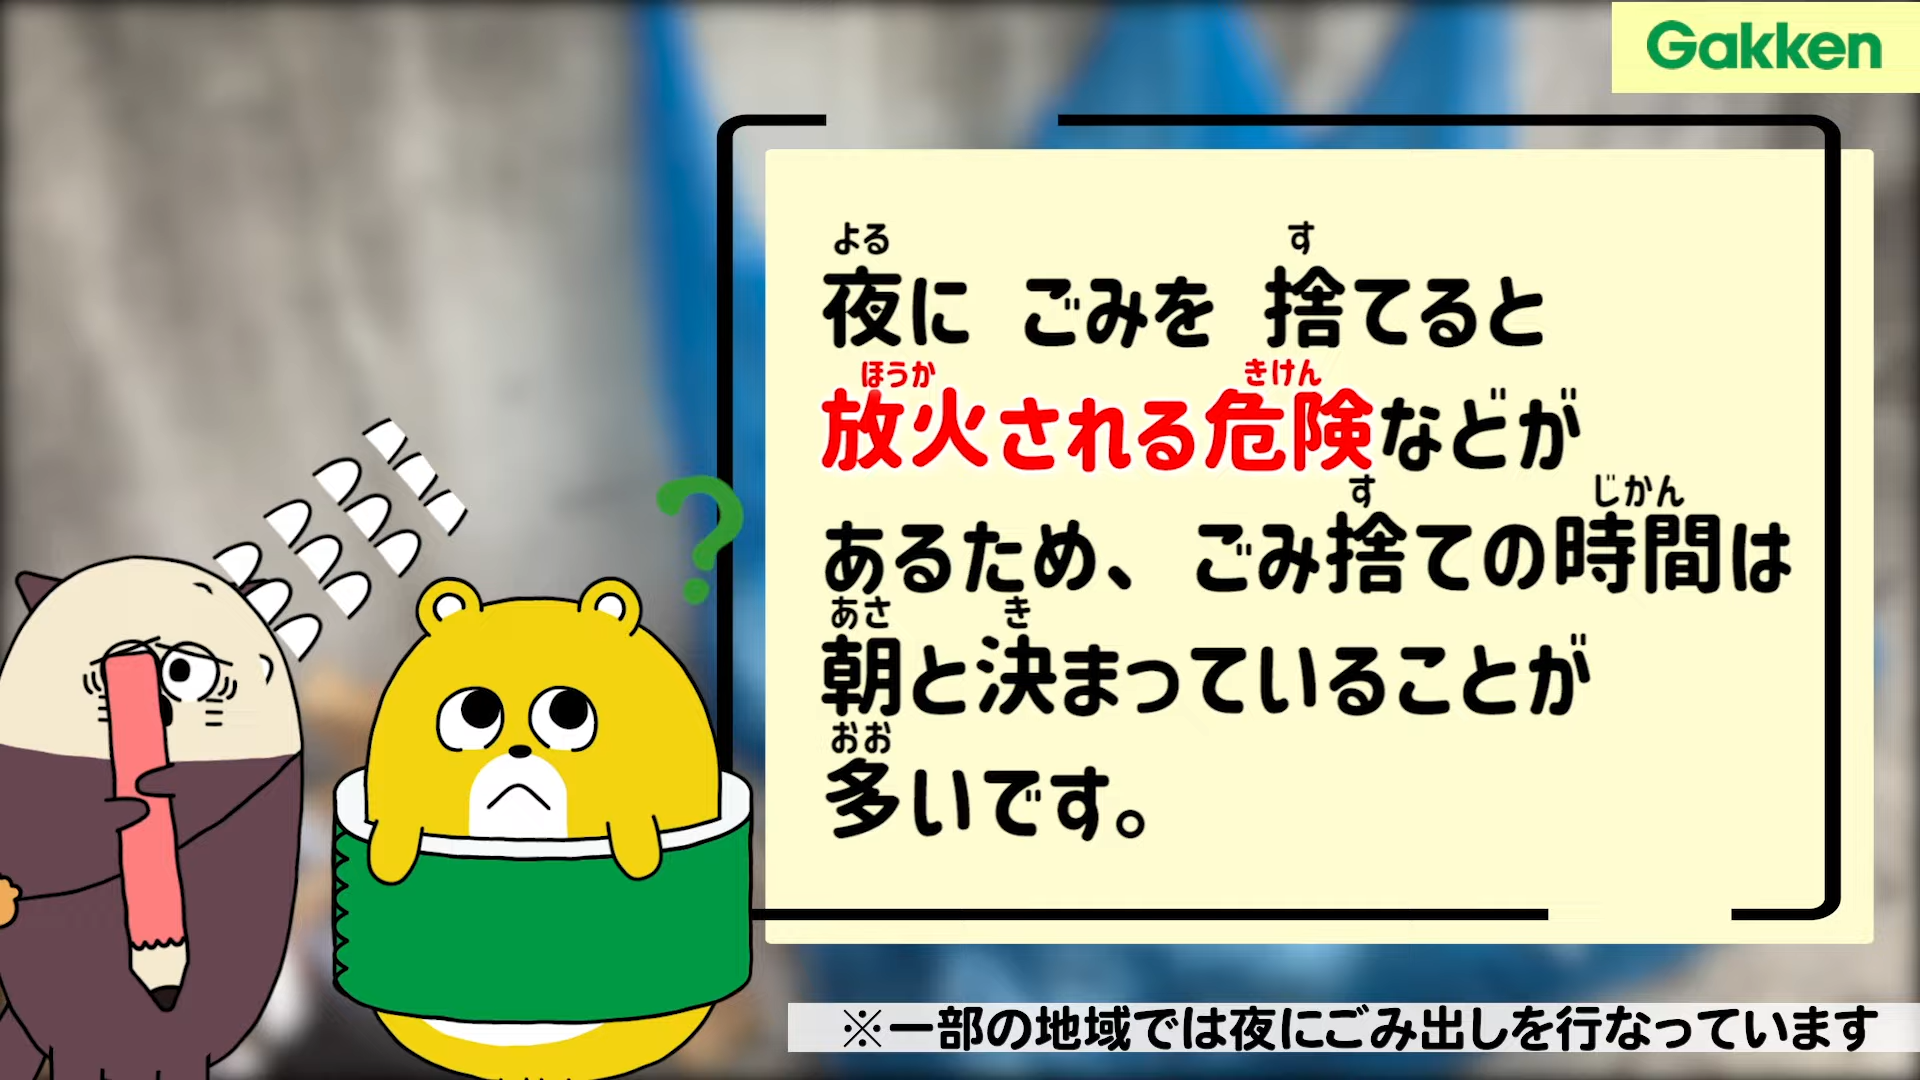 Gakken
よる す
夜に ごみを 捨てると
ほうか きけん
放火される危険などが
す じかん
あるため、ごみ捨ての時間は
あさ き
朝と決まっていることが
おお
多いです。
?
※一部の地域では夜にごみ出しを行なっています